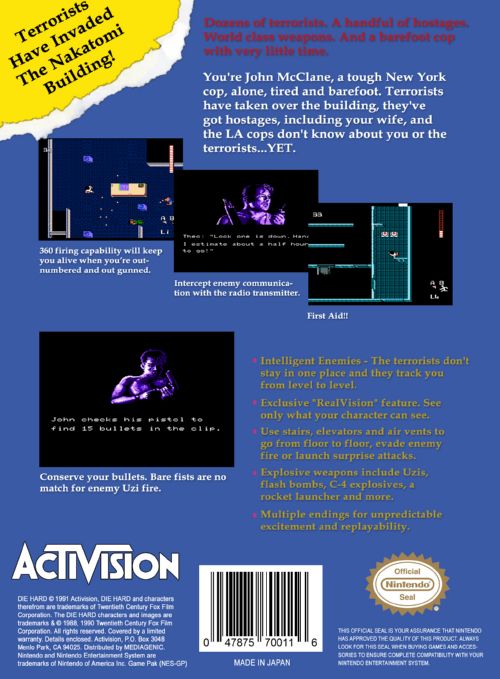 Terrorists
Have Invaded
The Nakatomi
Building!
Dozens of terrorists. A handful of hostages.
World class weapons. And a barefoot cop
with very little time.
You're John McClane, a tough New York
cop, alone, tired and barefoot. Terrorists
have taken over the building, they've
got hostages, including your wife, and
the LA cops don't know about you or the
terrorists...YET.
360 firing capability will keep
you alive when you're out-
numbered and out gunned.
Theo: "Lock one is down, Hans
I estimate about a half hour
to go!"
Intercept enemy communica-
tion with the radio transmitter.
33
A B
L4
First Aid!!
John checks his pistol to
find 15 bullets in the clip.
Conserve your bullets. Bare fists are no
match for enemy Uzi fire.
• Intelligent Enemies - The terrorists don't
stay in one place and they track you
from level to level.
• Exclusive "RealVision" feature. See
only what your character can see.
• Use stairs, elevators and air vents to
go from floor to floor, evade enemy
fire or launch surprise attacks.
• Explosive weapons include Uzis,
flash bombs, C-4 explosives, a
rocket launcher and more.
• Multiple endings for unpredictable
excitement and replayability.
ACTIVISION
DIE HARD © 1991 Activision, DIE HARD and characters
therefrom are trademarks of Twentieth Century Fox Film
Corporation. The DIE HARD characters and images are
trademarks & © 1988, 1990 Twentieth Century Fox Film
Corporation. All rights reserved. Covered by a limited
warranty. Details enclosed. Activision, P.O. Box 3048
Menlo Park, CA 94025. Distributed by MEDIAGENIC.
Nintendo and Nintendo Entertainment System are
trademarks of Nintendo of America Inc. Game Pak (NES-GP)
0 47875 70011 6
MADE IN JAPAN
Official
Nintendo
Seal
THIS OFFICIAL SEAL IS YOUR ASSURANCE THAT NINTENDO
HAS APPROVED THE QUALITY OF THIS PRODUCT. ALWAYS
LOOK FOR THIS SEAL WHEN BUYING GAMES AND ACCES-
SORIES TO ENSURE COMPLETE COMPATIBILITY WITH YOUR
NINTENDO ENTERTAINMENT SYSTEM.